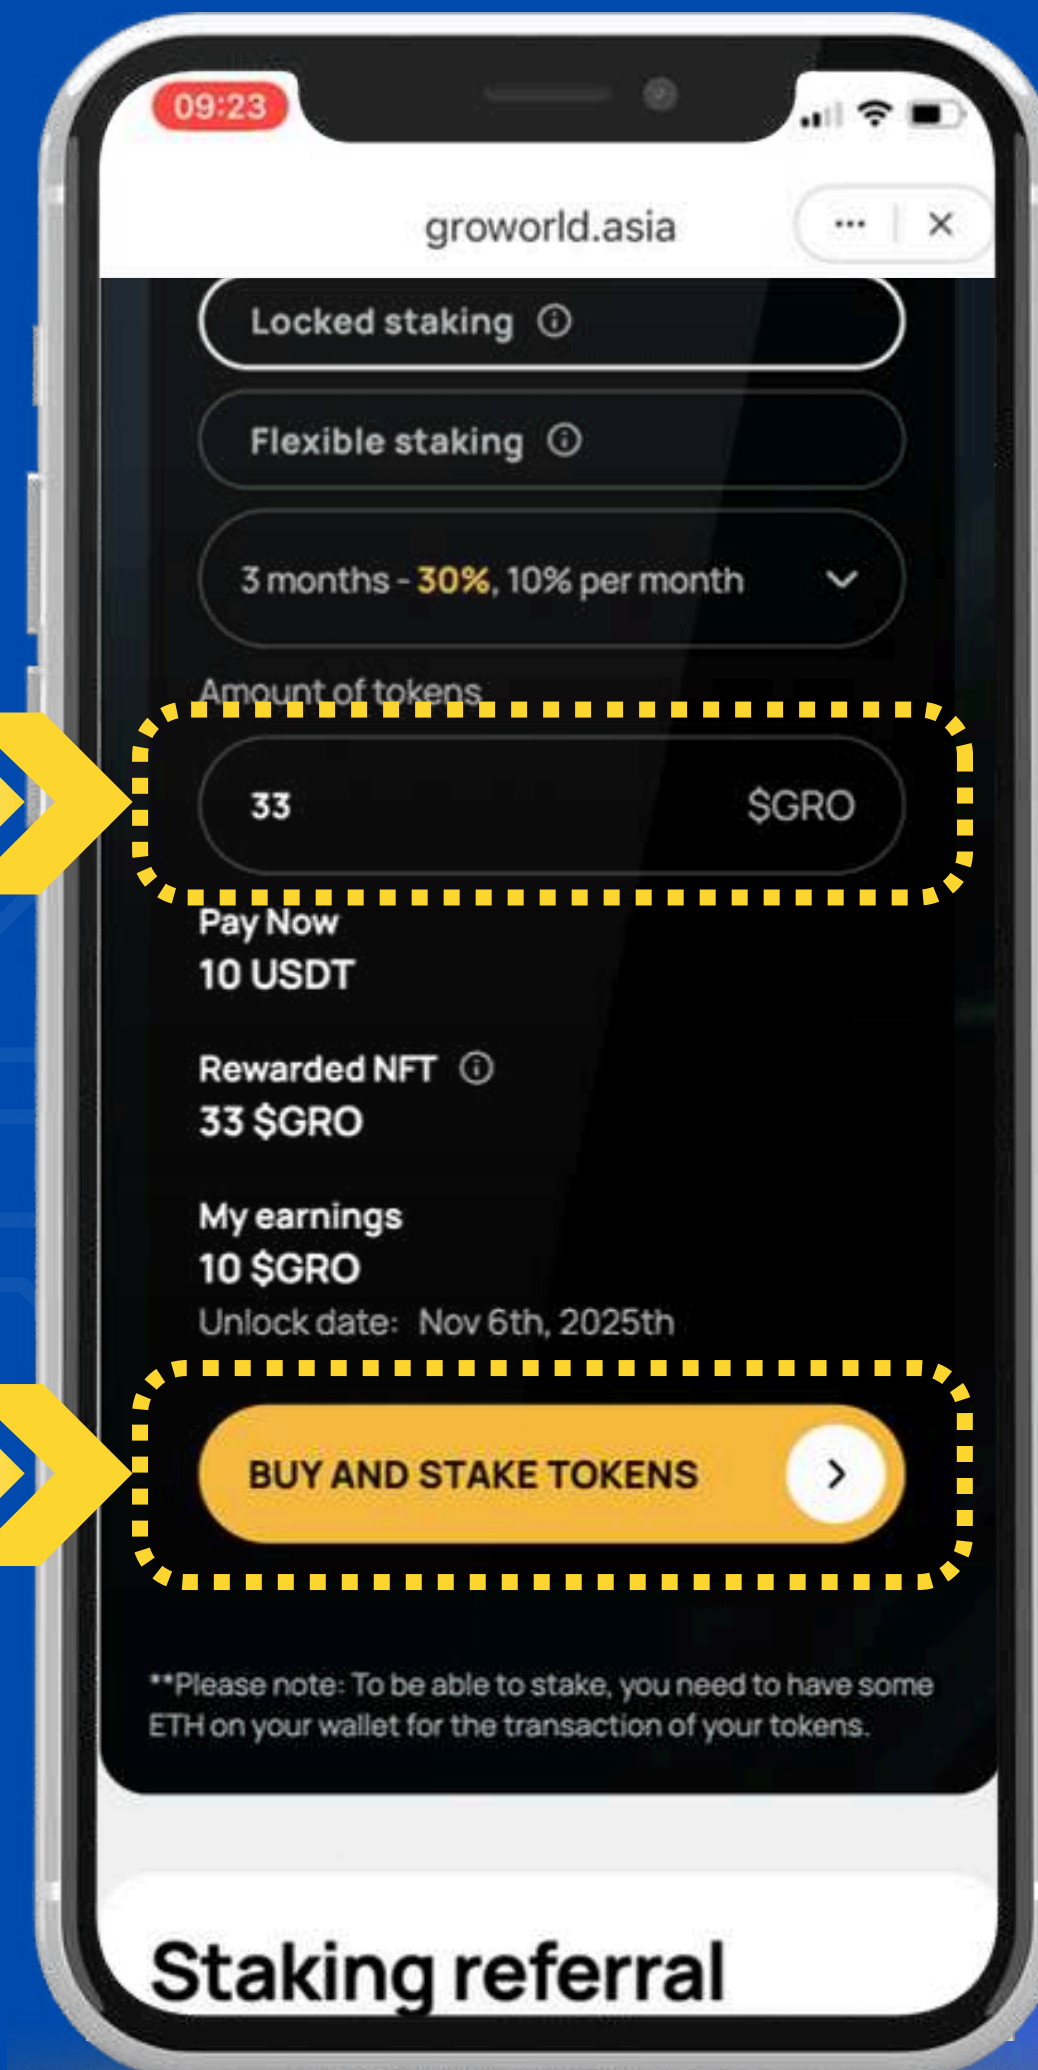 09:23
groworld.asia
Locked staking
Flexible staking
3 months - 30%, 10% per month
Amount of tokens
33 $GRO
Pay Now
10 USDT
Rewarded NFT
33 $GRO
My earnings
10 $GRO
Unlock date: Nov 6th, 2025th
BUY AND STAKE TOKENS
**Please note: To be able to stake, you need to have some
ETH on your wallet for the transaction of your tokens.
Staking referral